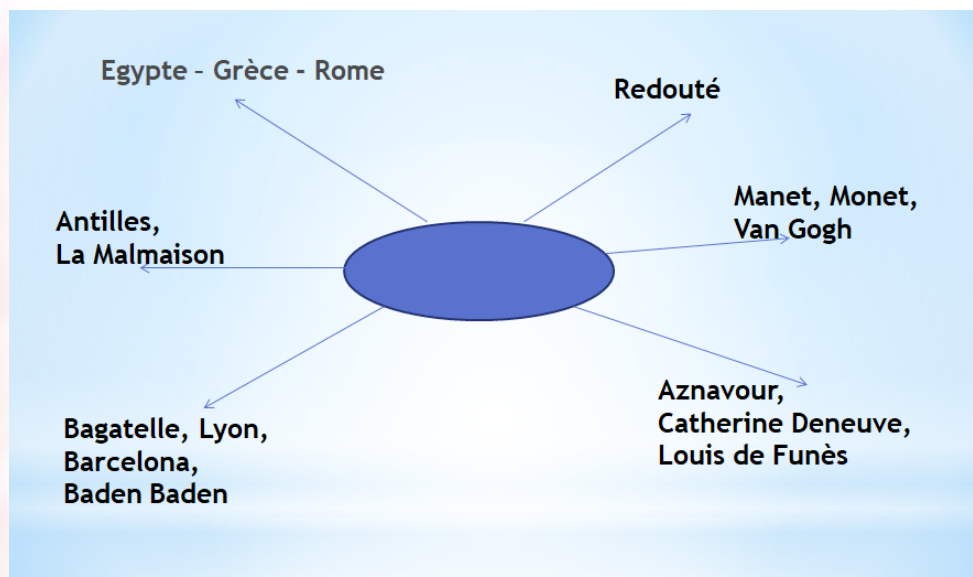 Egypte – Grèce - Rome
Redouté
Antilles,
La Malmaison
Manet, Monet,
Van Gogh
Bagatelle, Lyon,
Barcelona,
Baden Baden
Aznavour,
Catherine Deneuve,
Louis de Funès